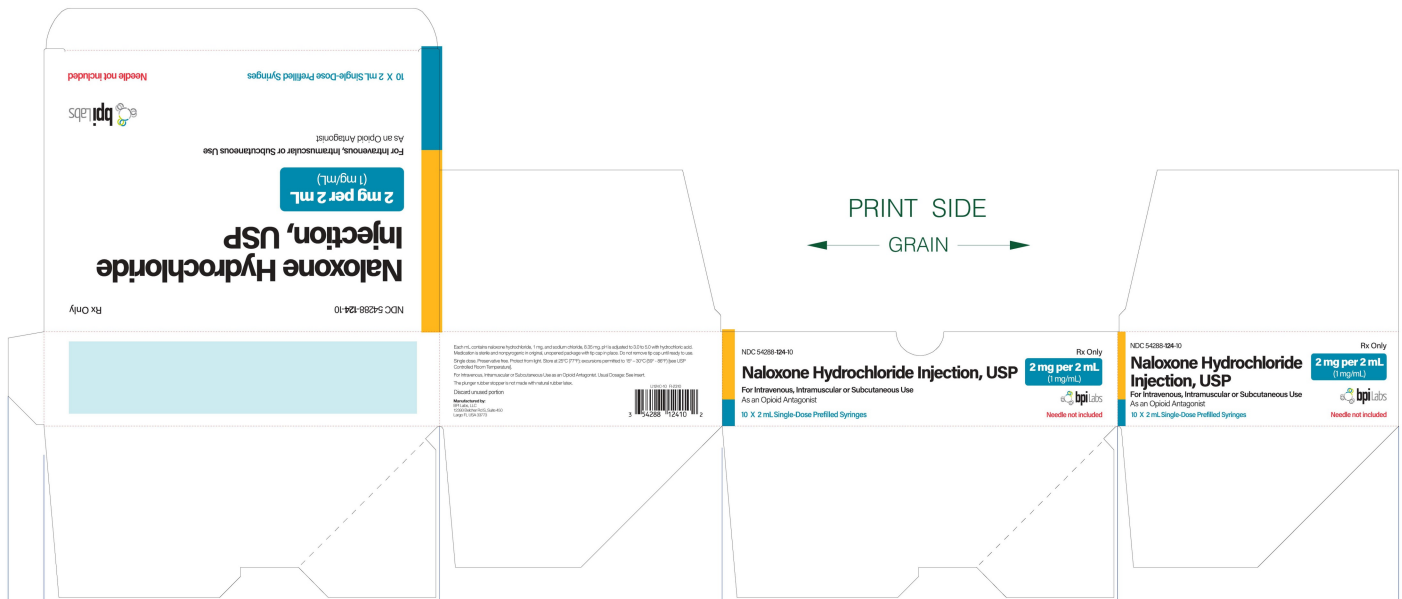 10 X 2 mL Single-Dose Prefilled Syringes
Needle not included
bpi Labs
As an Opioid Antagonist
For Intravenous, Intramuscular or Subcutaneous Use
2 mg per 2 mL
(1 mg/mL)
Naloxone Hydrochloride
Injection, USP
NDC 54288-124-10
Rx Only
PRINT SIDE
GRAIN
Each mL contains naloxone hydrochloride, 1 mg, and sodium chloride, 8.35 mg; pH is adjusted to 3.0 to 5.0 with hydrochloric acid.
Medication is sterile and nonpyrogenic in original, unopened package with tip cap in place. Do not remove tip cap until ready to use.
Single dose. Preservative free. Protect from light. Store at 25°C (77°F); excursions permitted to 15° – 30°C (59° - 86°F) [see USP
Controlled Room Temperature].
For Intravenous, Intramuscular or Subcutaneous Use as an Opioid Antagonist. Usual Dosage: See insert.
The plunger rubber stopper is not made with natural rubber latex.
Discard unused portion
Manufactured by:
BPI Labs, LLC
3 54288 12410 2
NDC 54288-124-10
Rx Only
Naloxone Hydrochloride Injection, USP
2 mg per 2 mL
(1 mg/mL)
For Intravenous, Intramuscular or Subcutaneous Use
As an Opioid Antagonist
bpi Labs
10 X 2 mL Single-Dose Prefilled Syringes
Needle not included
NDC 54288-124-10
Rx Only
Naloxone Hydrochloride
Injection, USP
2 mg per 2 mL
(1 mg/mL)
For Intravenous, Intramuscular or Subcutaneous Use
As an Opioid Antagonist
bpi Labs
10 X 2 mL Single-Dose Prefilled Syringes
Needle not included